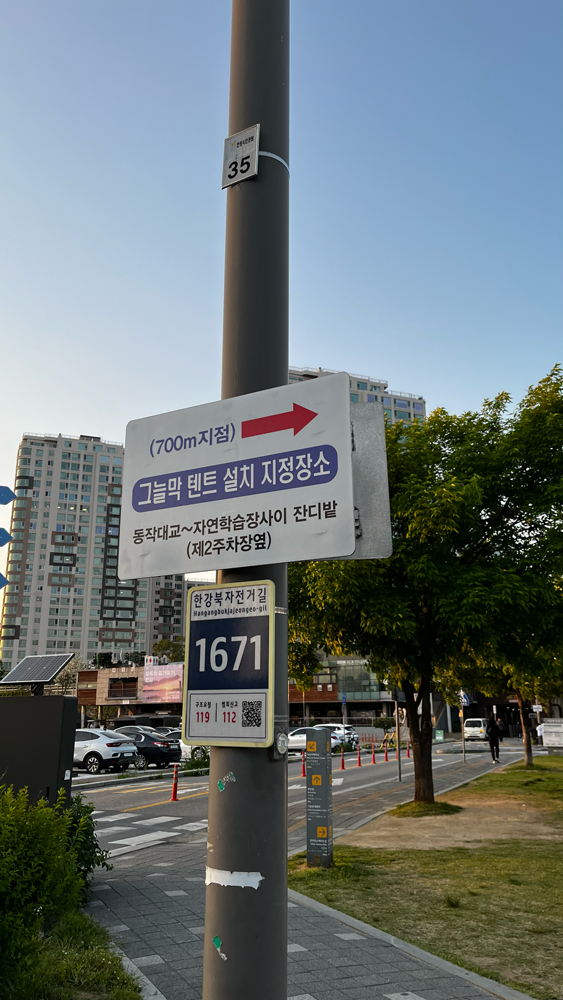 35
(700m지점)
그늘막 텐트 설치 지정장소
동작대교~자연학습장사이 잔디밭
(제2주차장옆)
한강북자전거길
Hangangbukjajeongeo-gil
1671
구조요청 범죄신고
119 112